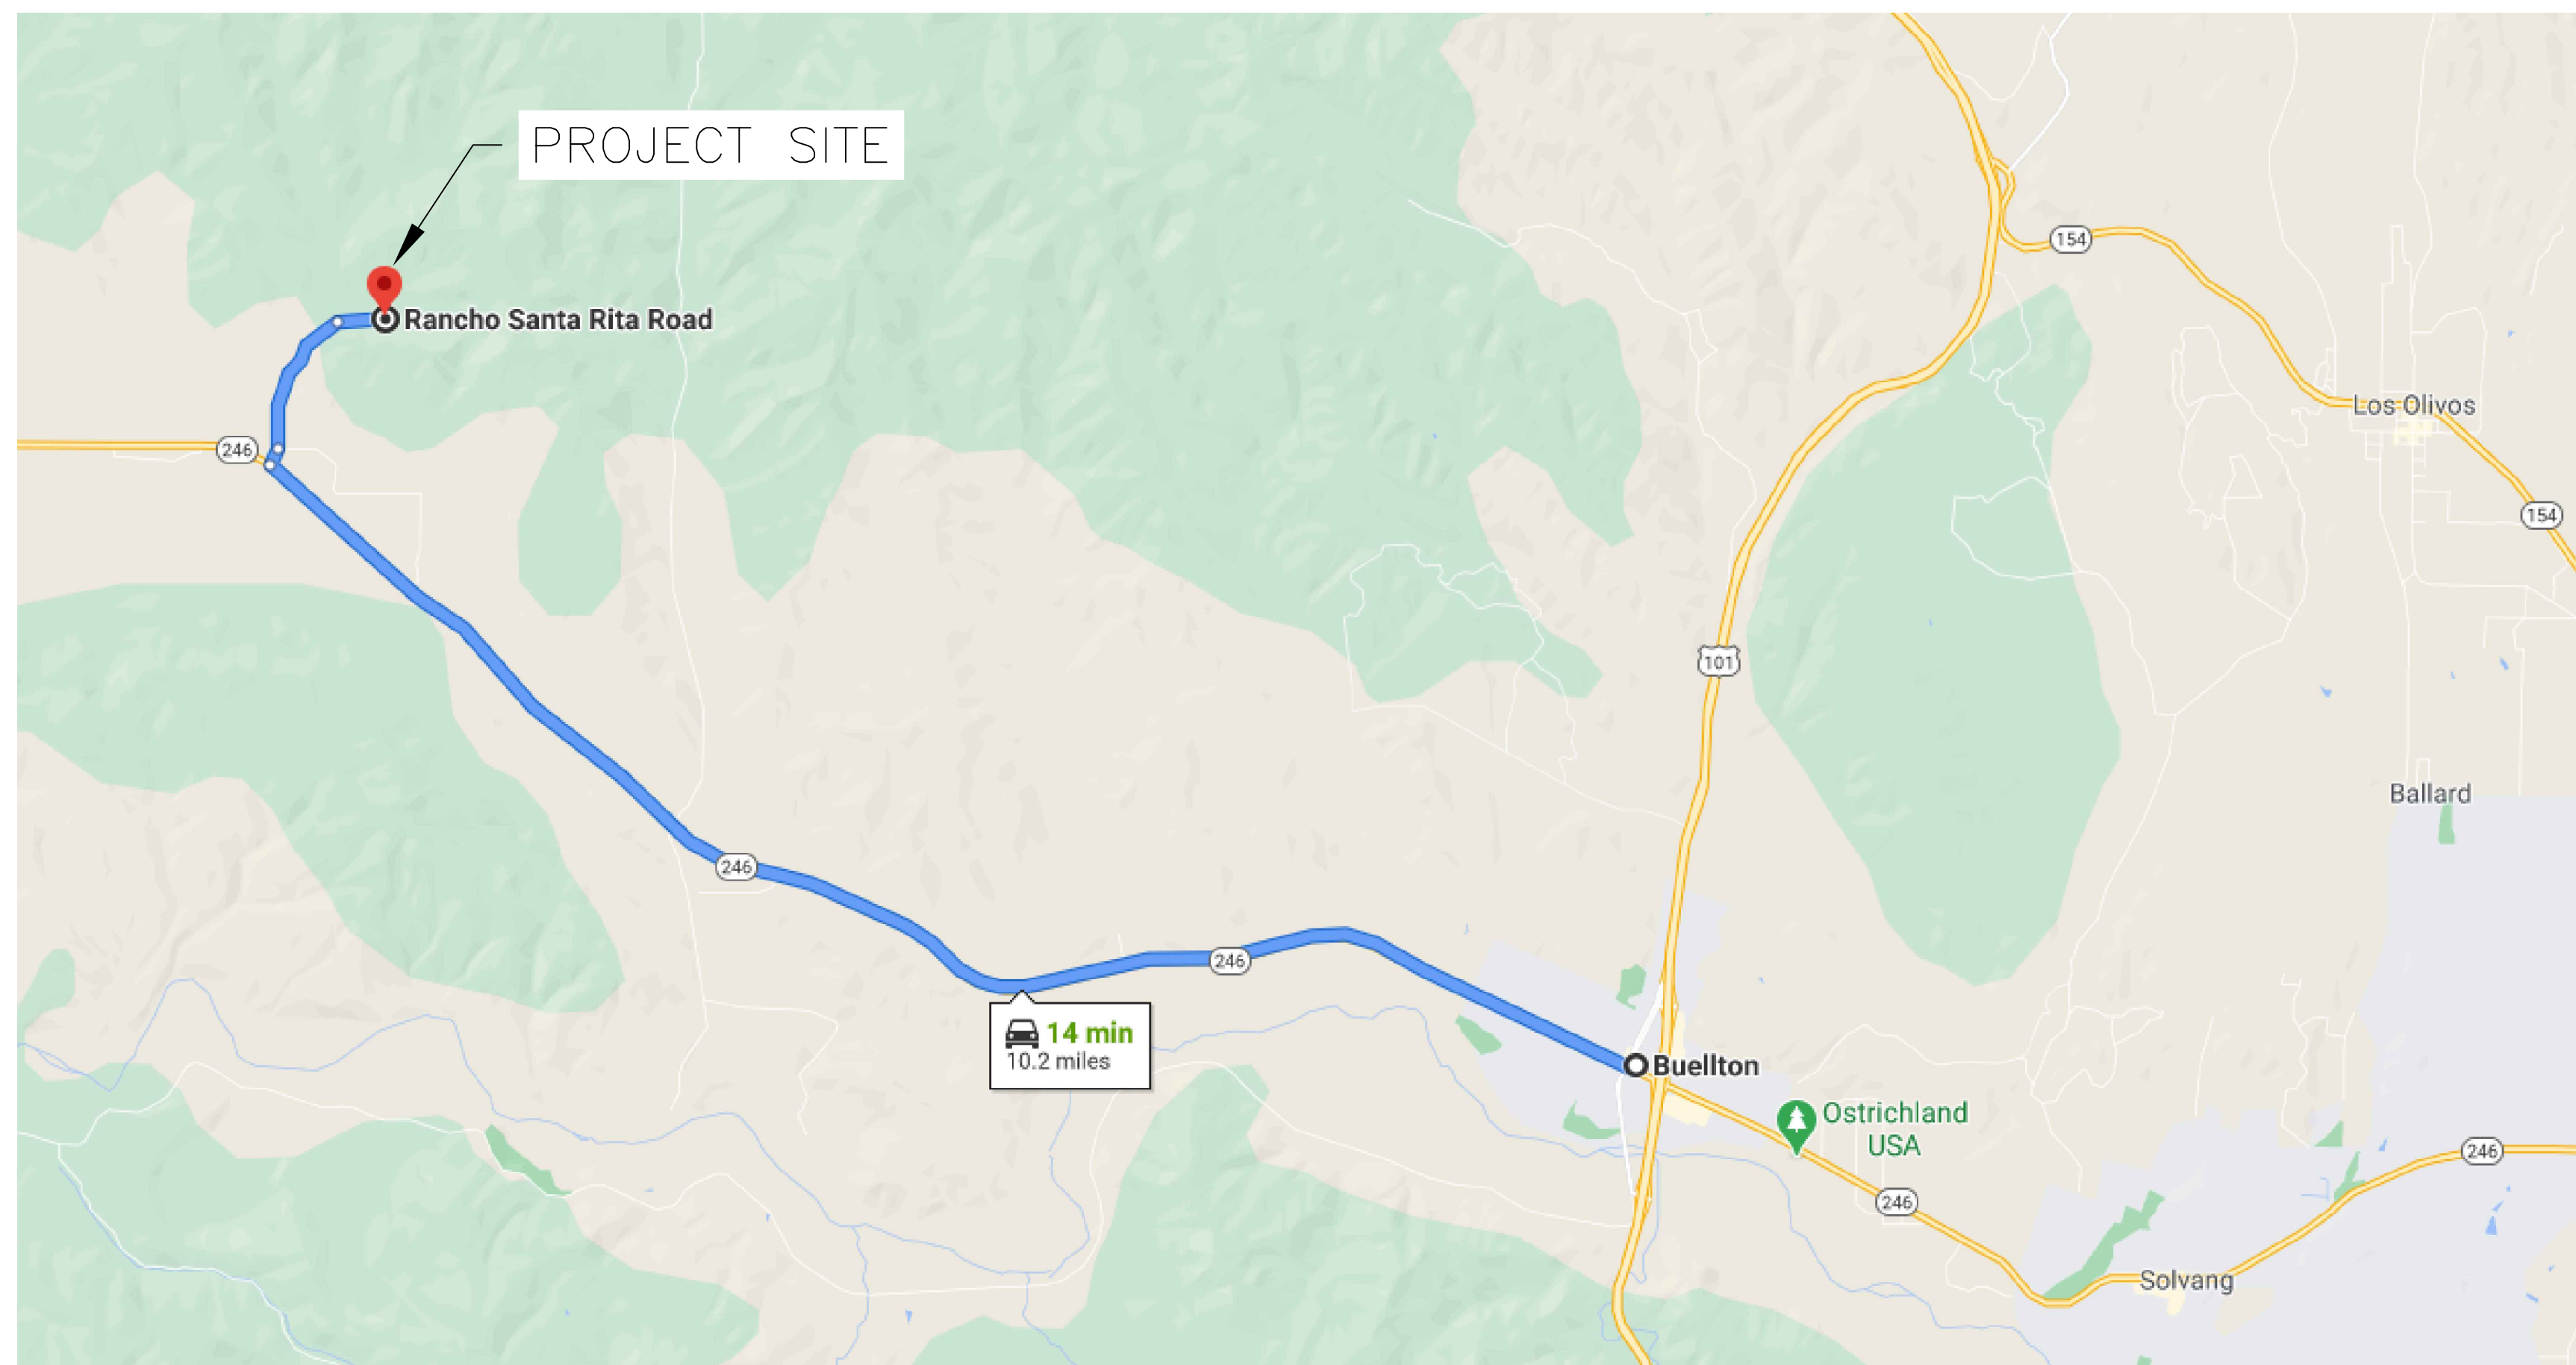 PROJECT SITE
154
Rancho Santa Rita Road
Los Olivos
246
154
101
Ballard
246
246
14 min
10.2 miles
Buellton
Ostrichland
USA
246
246
Solvang